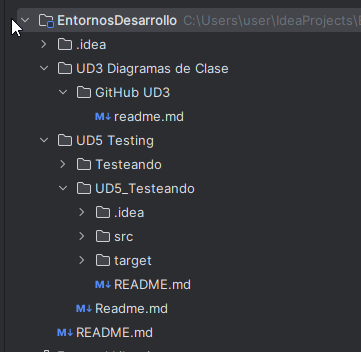 EntornosDesarrollo C:\Users\user\IdeaProjects\
.idea
UD3 Diagramas de Clase
GitHub UD3
M↓ readme.md
UD5 Testing
Testeando
UD5_Testeando
.idea
src
target
M↓ README.md
M↓ Readme.md
M↓ README.md